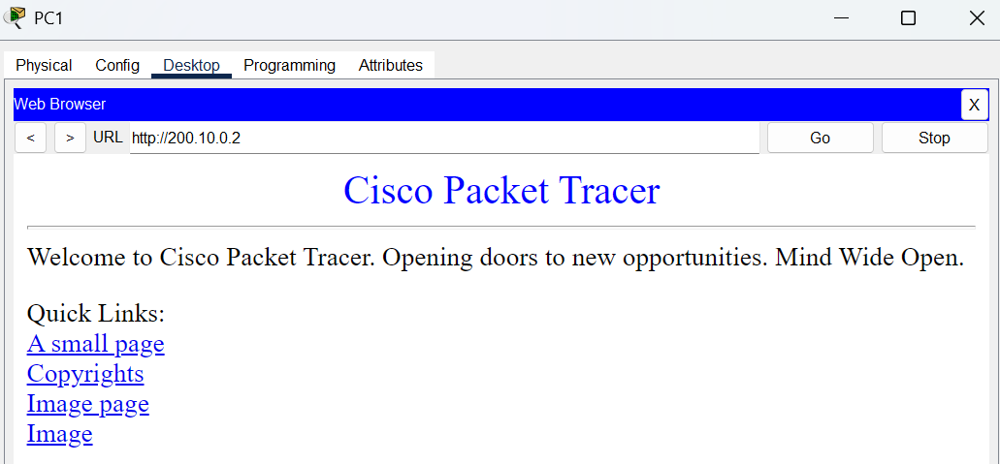 PC1
Physical Config Desktop Programming Attributes
Web Browser X
< > URL http://200.10.0.2 Go Stop
Cisco Packet Tracer
Welcome to Cisco Packet Tracer. Opening doors to new opportunities. Mind Wide Open.
Quick Links:
A small page
Copyrights
Image page
Image